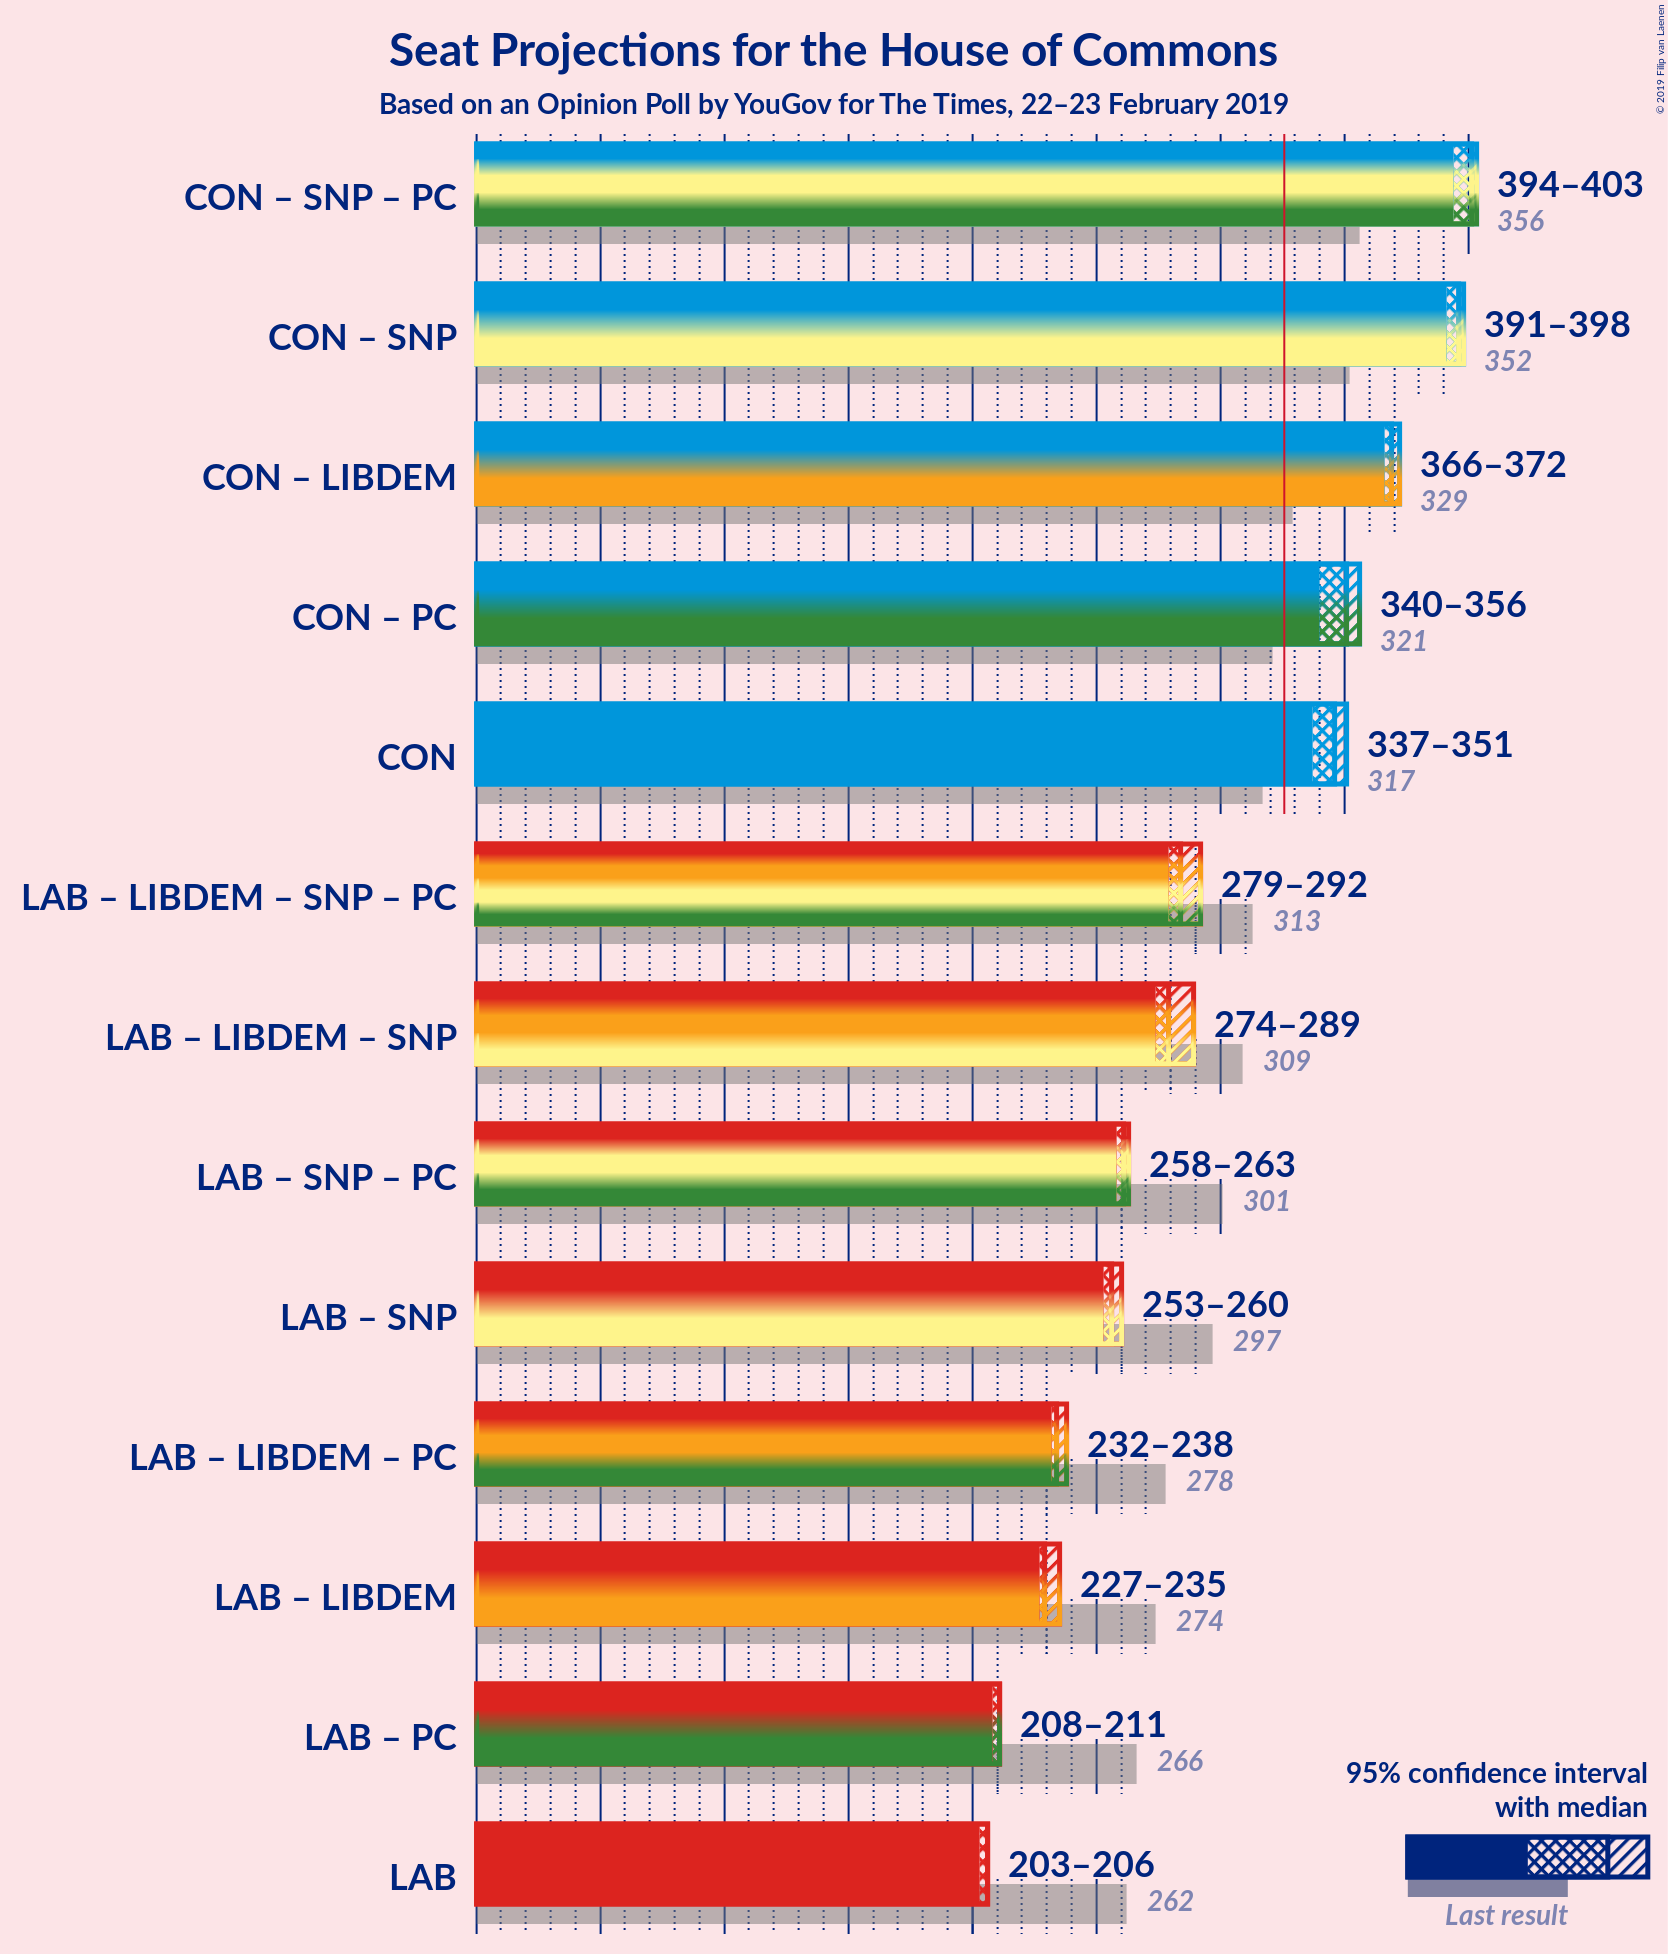 © 2019 Filip van Laenen
Seat Projections for the House of Commons
Based on an Opinion Poll by YouGov for The Times, 22–23 February 2019
CON – SNP – PC
394–403
356
CON – SNP
391–398
352
CON – LIBDEM
366–372
329
CON – PC
340–356
321
CON
337–351
317
LAB – LIBDEM – SNP – PC
279–292
313
LAB – LIBDEM – SNP
274–289
309
LAB – SNP – PC
258–263
301
LAB – SNP
253–260
297
LAB – LIBDEM – PC
232–238
278
LAB – LIBDEM
227–235
274
LAB – PC
208–211
266
LAB
203–206
262
95% confidence interval
with median
Last result